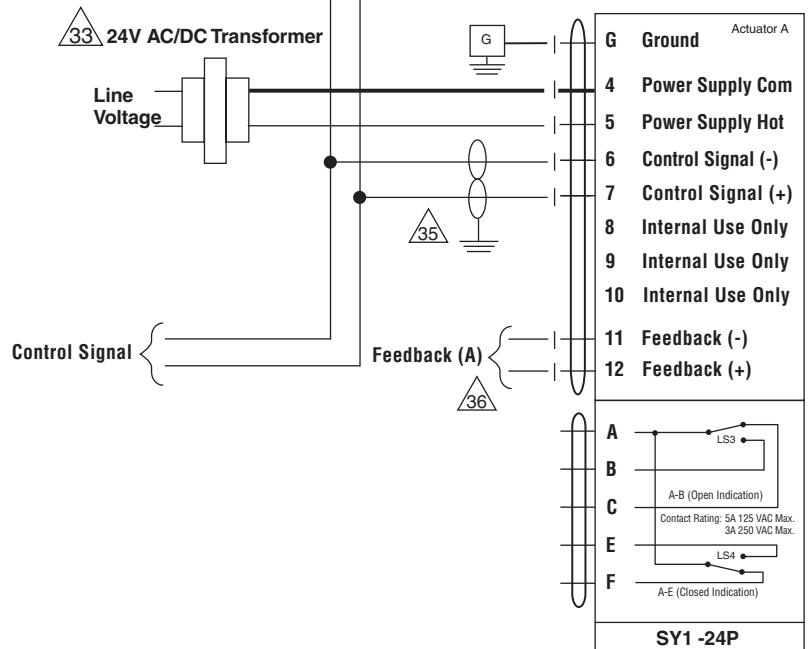 33 24V AC/DC Transformer
Line
Voltage
G
Actuator A
G Ground
4 Power Supply Com
5 Power Supply Hot
6 Control Signal (-)
7 Control Signal (+)
8 Internal Use Only
9 Internal Use Only
10 Internal Use Only
11 Feedback (-)
12 Feedback (+)
35
Control Signal
Feedback (A)
36
A
LS3
B
A-B (Open Indication)
C
Contact Rating: 5A 125 VAC Max.
3A 250 VAC Max.
E
LS4
F
A-E (Closed Indication)
SY1 -24P